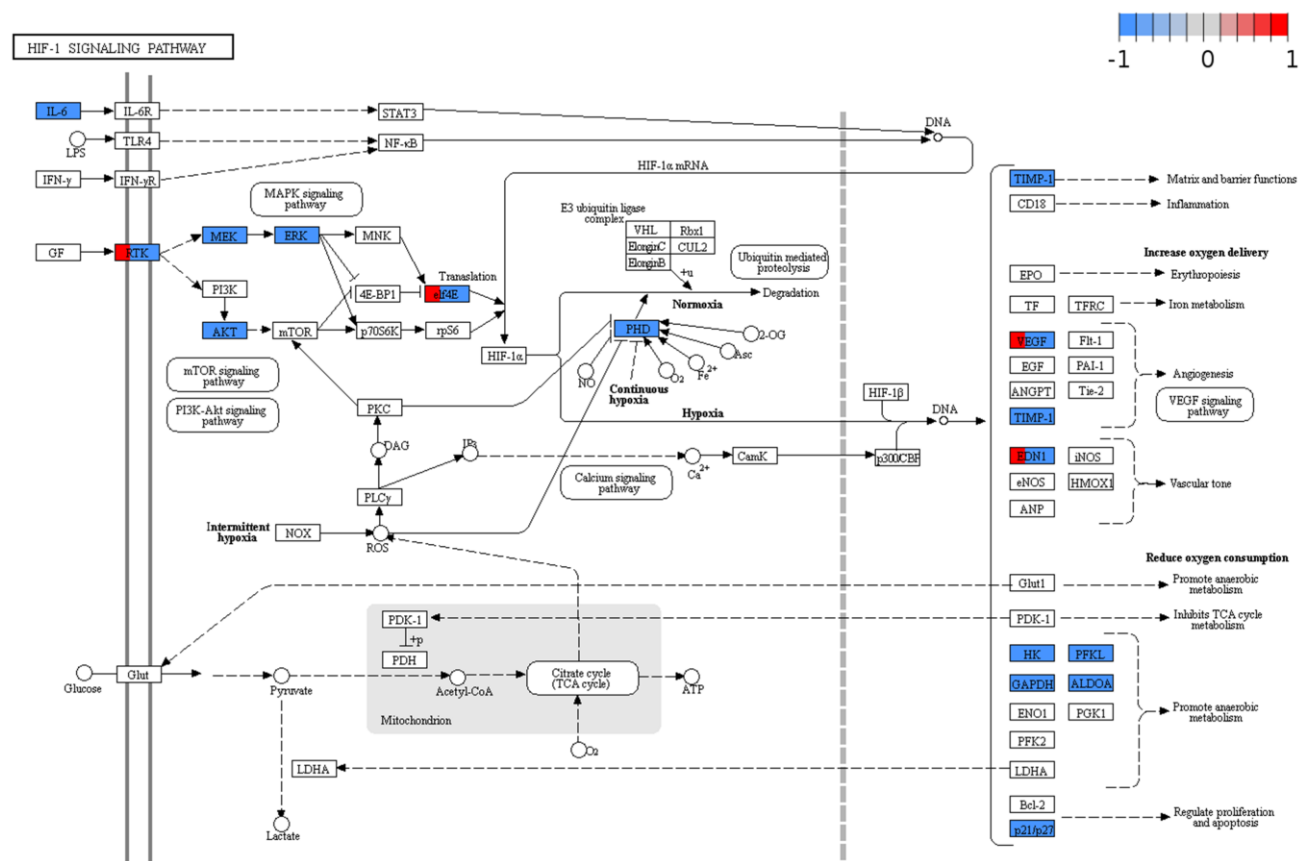 HIF-1 SIGNALING PATHWAY
-1 0 1
IL-6
IL-6R
STAT3
LPS
TLR4
NF-κB
DNA
IFN-γ
IFN-γR
HIF-1α mRNA
MAPK signaling
pathway
GF
RTK
MEK
ERK
MNK
PI3K
4E-BP1
Transalation
eIf4E
AKT
mTOR
p70S6K
rpS6
HIF-1α
mTOR signaling
pathway
PI3K-Akt signaling
pathway
E3 ubiquitin ligase
complex
VHL
Rbx1
ElonginC
CUL2
ElonginB
+u
Ubiquitin mediated
proteolysis
Normoxia
Degradation
PHD
2-OG
Asc
Fe2+
O2
NO
Continuous
hypoxia
Hypoxia
HIF-1β
DNA
PKC
DAG
IP3
Ca2+
CamK
p300/CBP
PLCγ
Calcium signaling
pathway
Intermittent
hypoxia
NOX
ROS
TIMP-1
Matrix and barrier functions
CD18
Inflammation
Increase oxygen delivery
EPO
Erythropoiesis
TF
TFRC
Iron metabolism
VEGF
Flt-1
EGF
PAI-1
Angiogenesis
ANGPT
Tie-2
VEGF signaling
pathway
TIMP-1
EDN1
iNOS
eNOS
HMOX1
Vascular tone
ANP
Reduce oxygen consumption
Glut1
Promote anaerobic
metabolism
PDK-1
Inhibits TCA cycle
metabolism
HK
PFKL
GAPDH
ALDOA
ENO1
PGK1
Promote anaerobic
metabolism
PFK2
LDHA
Bcl-2
Regulate proliferation
and apoptosis
p21/p27
PDK-1
+p
PDH
Glucose
Glut
Pyruvate
Acetyl-CoA
Citrate cycle
(TCA cycle)
ATP
Mitochondrion
O2
LDHA
Lactate